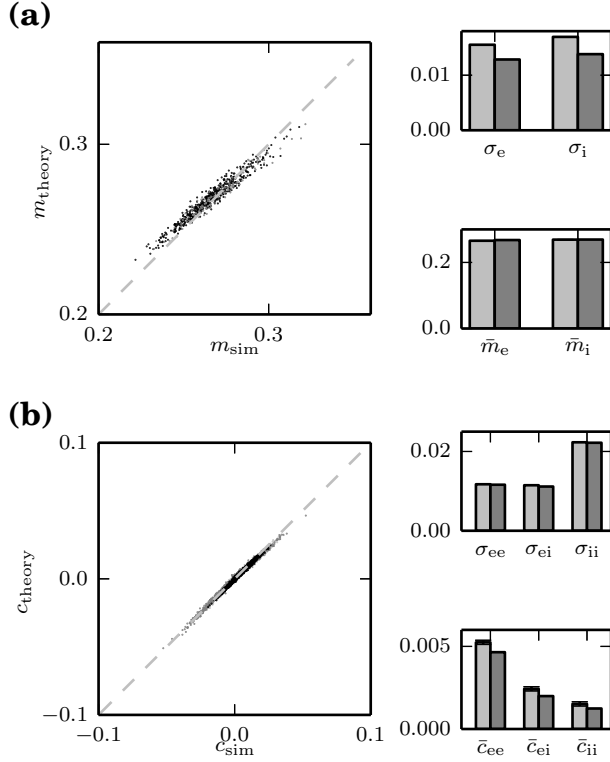 (a)
0.3
0.2
m_theory
0.2
0.3
m_sim
0.01
0.00
σ_e
σ_i
0.2
0.0
m̄_e
m̄_i
(b)
0.1
0.0
−0.1
c_theory
−0.1
0.0
0.1
c_sim
0.02
0.00
σ_ee
σ_ei
σ_ii
0.005
0.000
c̄_ee
c̄_ei
c̄_ii